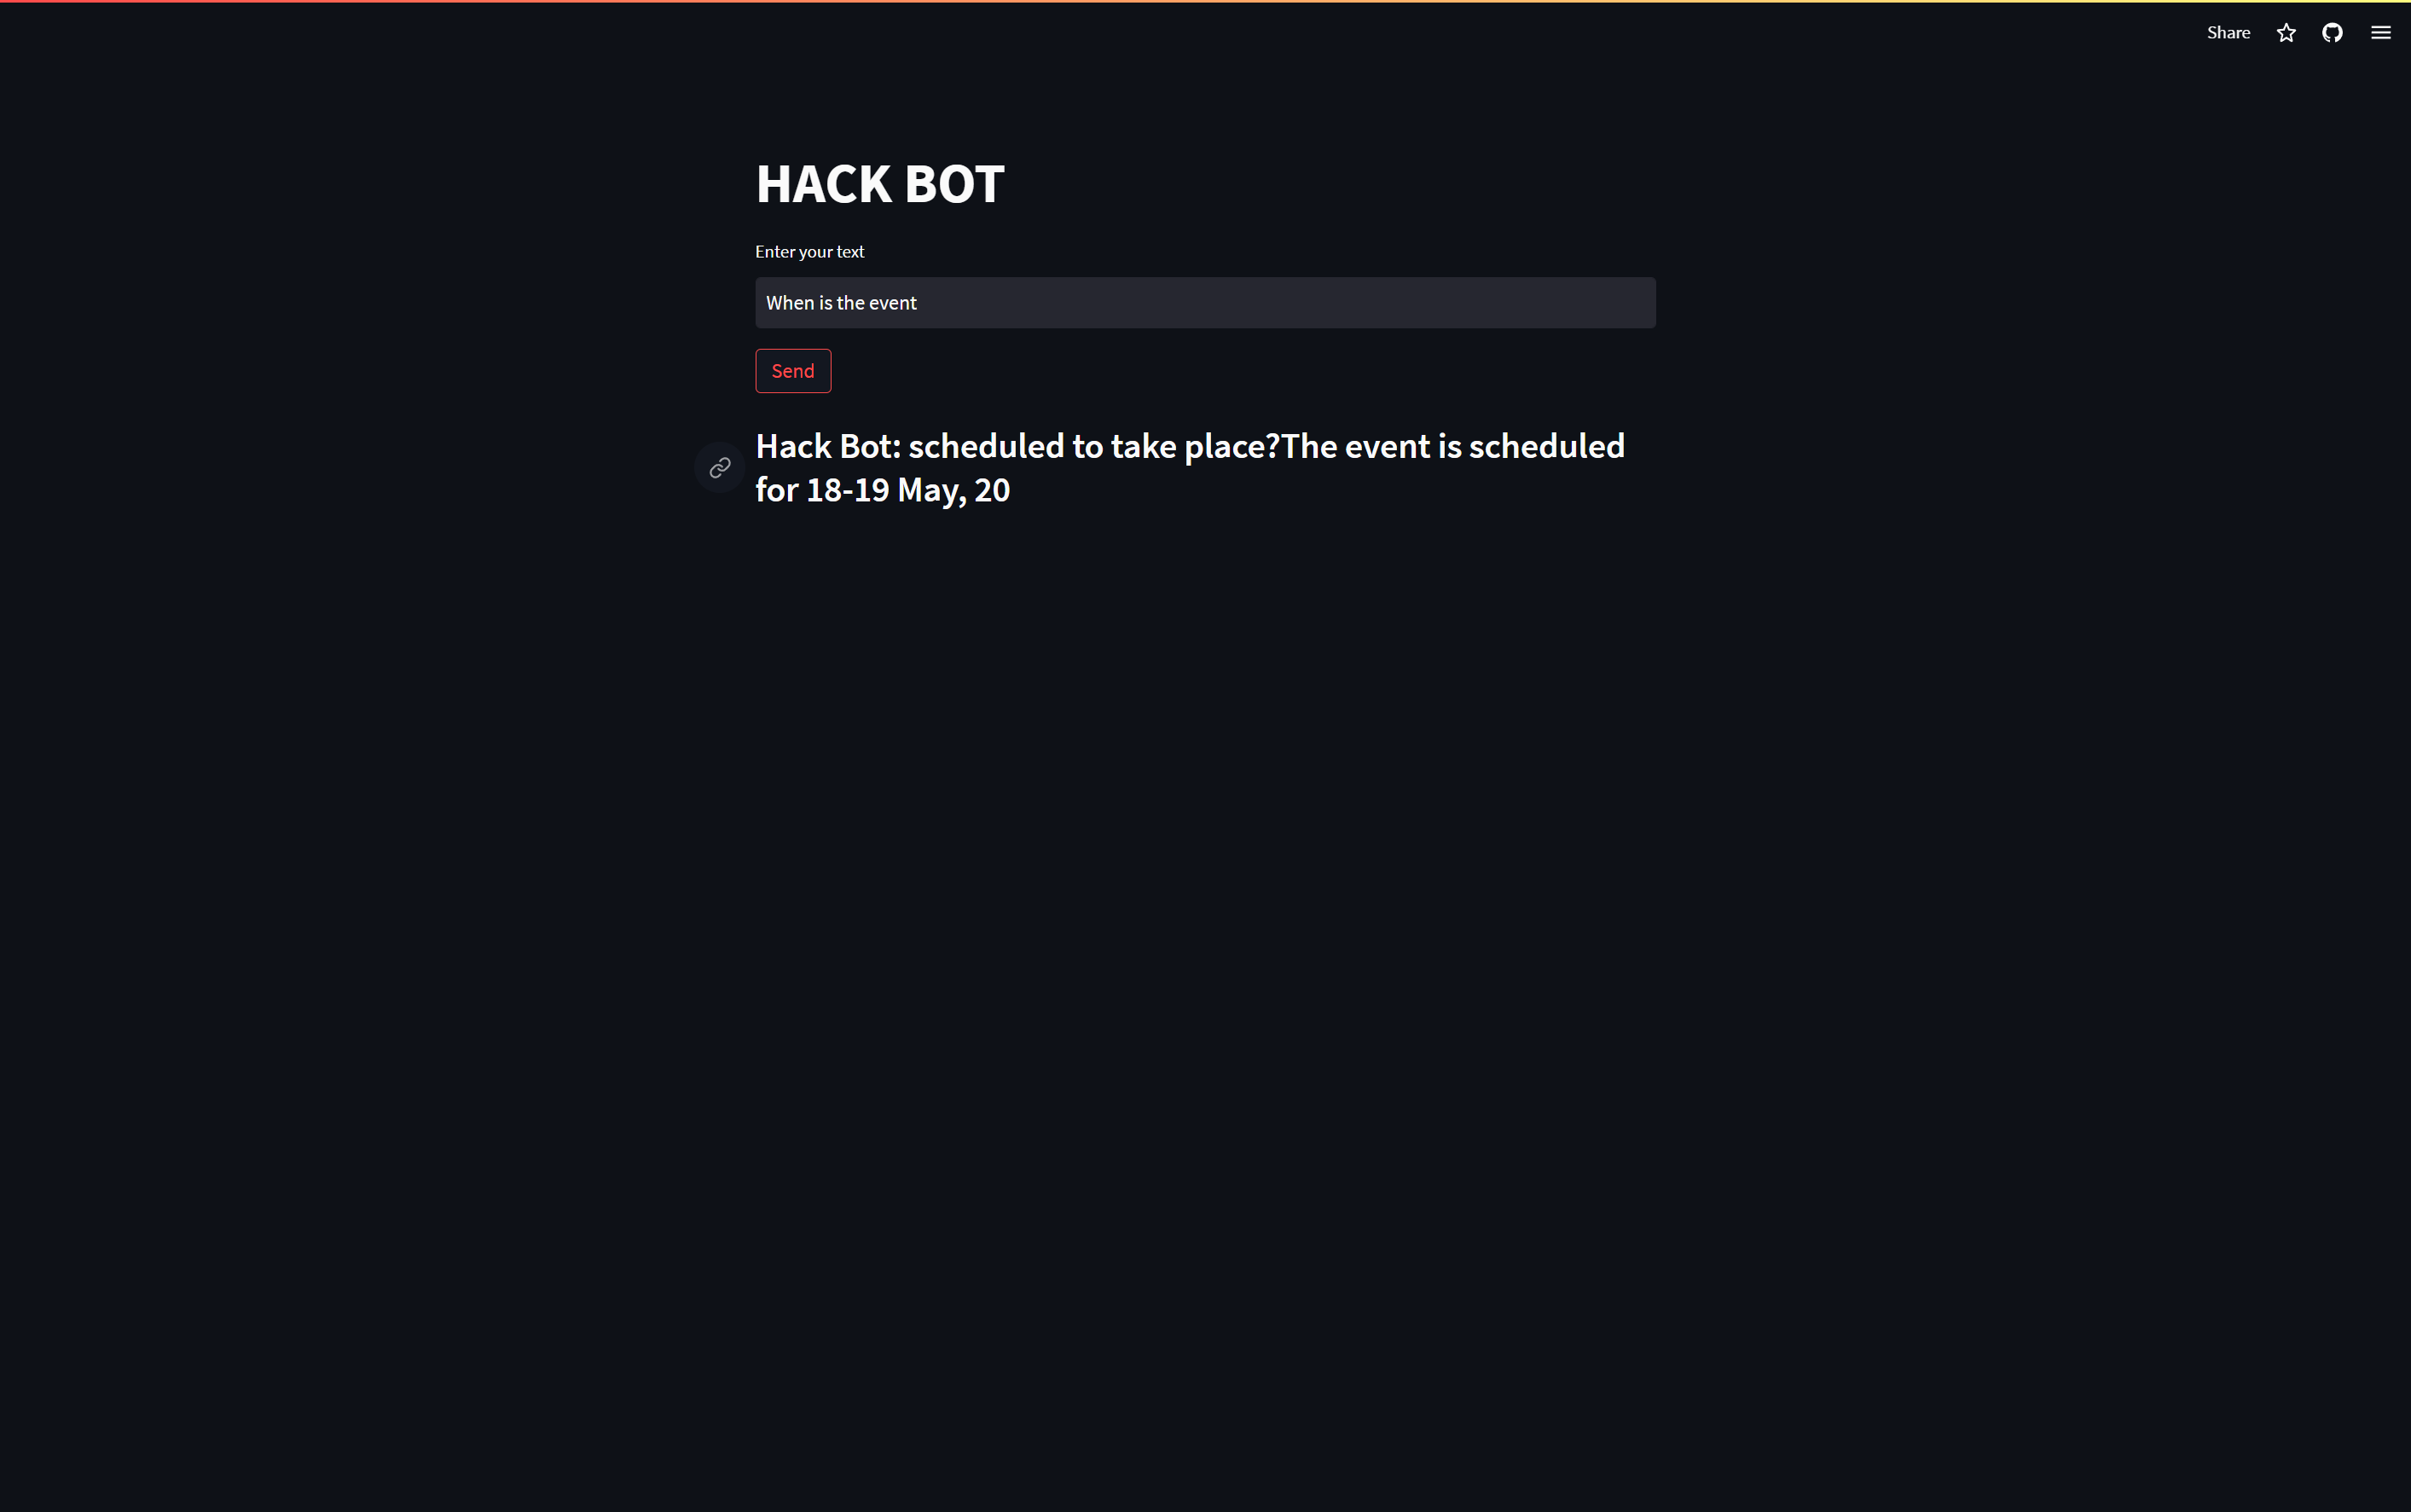 Share
HACK BOT
Enter your text
When is the event
Send
Hack Bot: scheduled to take place?The event is scheduled
for 18-19 May, 20